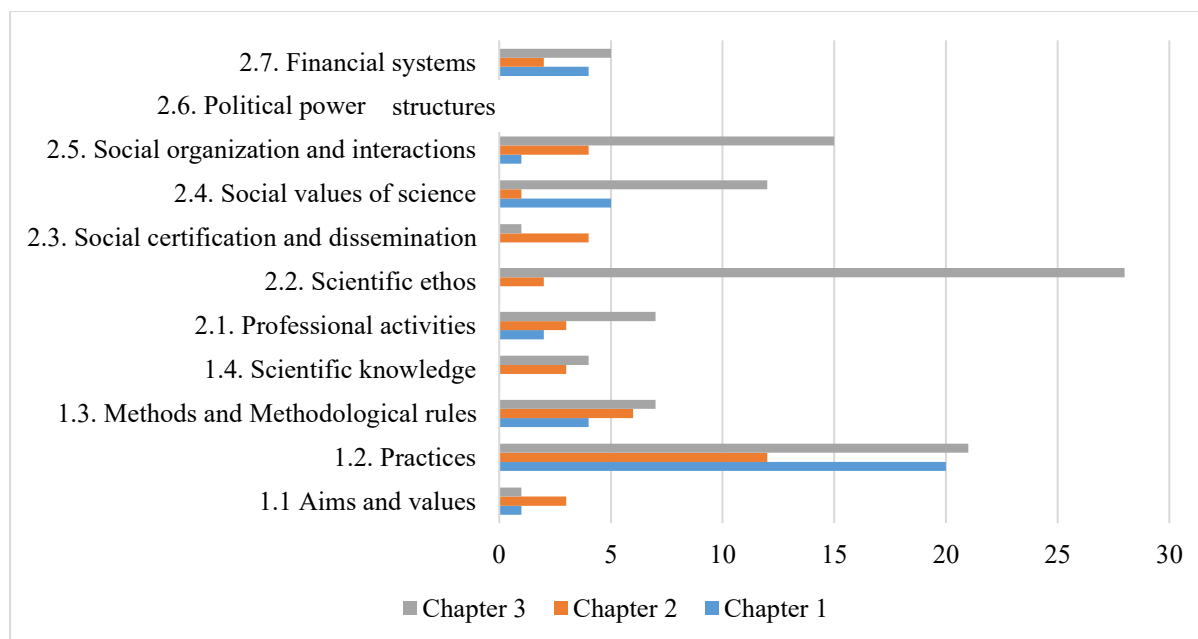 2.7. Financial systems
2.6. Political power structures
2.5. Social organization and interactions
2.4. Social values of science
2.3. Social certification and dissemination
2.2. Scientific ethos
2.1. Professional activities
1.4. Scientific knowledge
1.3. Methods and Methodological rules
1.2. Practices
1.1 Aims and values
0 5 10 15 20 25 30
Chapter 3 Chapter 2 Chapter 1